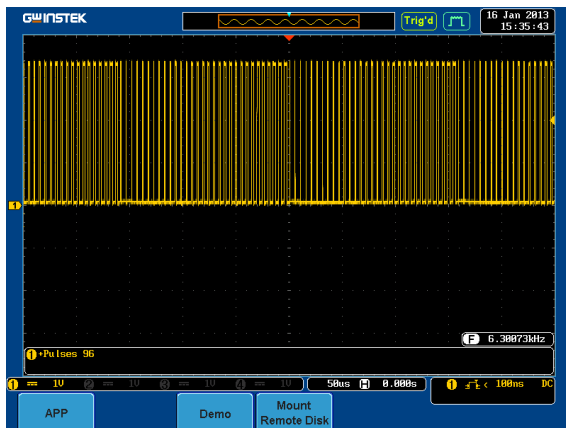 GWINSTEK
Trig'd
16 Jan 2013
15:35:43
1
F 6.30073kHz
1 +Pulses 96
1 == 1V 2 == 1V 3 == 1V 4 == 1V 50us H 0.000s 1 < 100ns DC
APP
Demo
Mount
Remote Disk